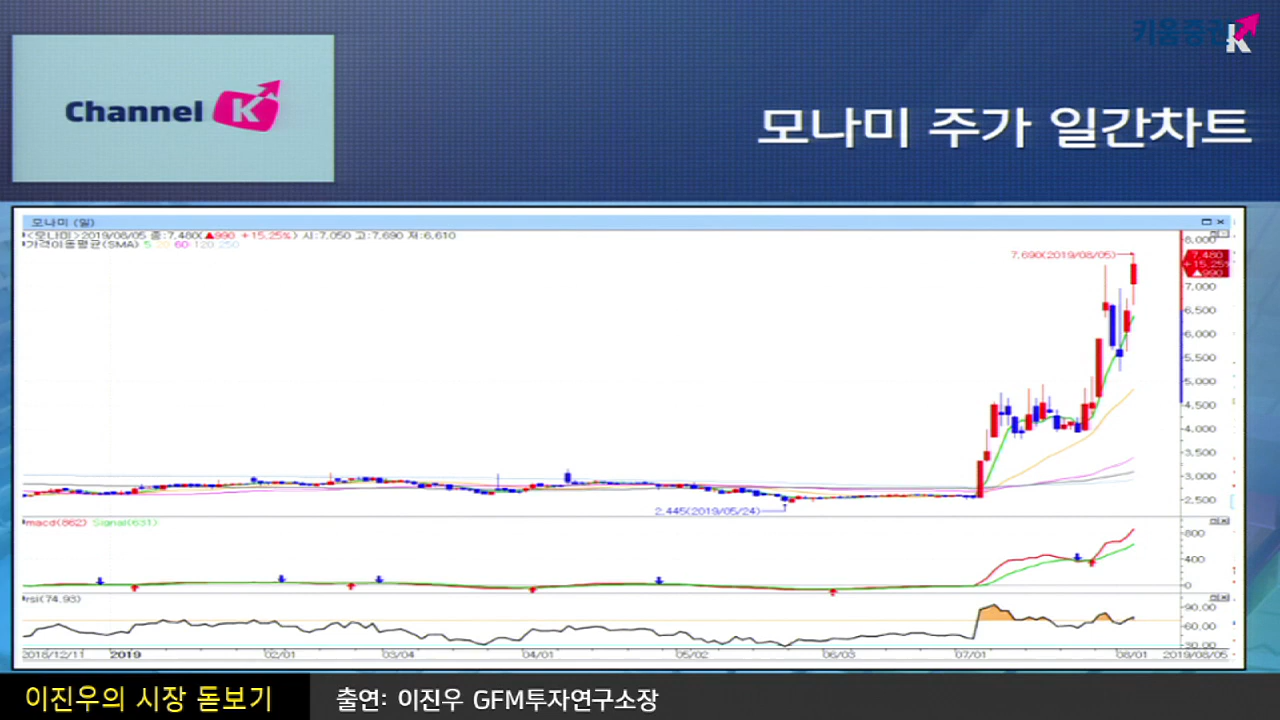 키움증권
Channel K
모나미 주가 일간차트
모나미 (일)
<모나미>2019/08/05 종:7,480(▲990 +15.25%) 시:7,050 고:7,690 저:6,610
가격이동평균(SMA) 5 20 60 120 250
7,690(2019/08/05)
8,000
7,480
+15.25%
▲990
7,000
6,500
6,000
5,500
5,000
4,500
4,000
3,500
3,000
2,500
2,445(2019/05/24)
macd(862) Signal(631)
800
400
0
rsi(74.93)
90.00
60.00
30.00
2018/12/11 2019 02/01 03/04 04/01 05/02 06/03 07/01 08/01 2019/08/05
이진우의 시장 돋보기
출연: 이진우 GFM투자연구소장